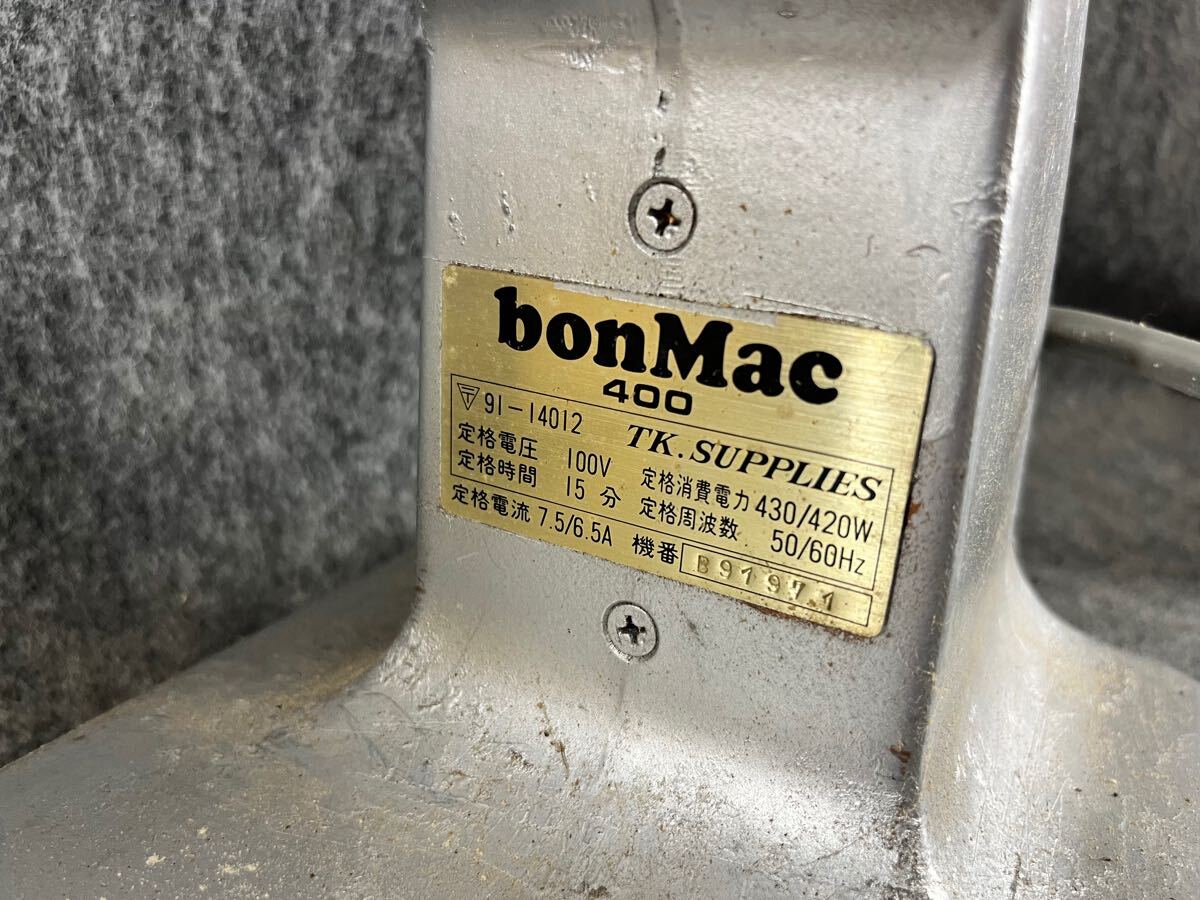 bonMac
400
91-14012 TK. SUPPLIES
定格電圧 100V 定格消費電力 430/420W
定格時間 15 分 定格周波数 50/60Hz
定格電流 7.5/6.5A 機番 B91971